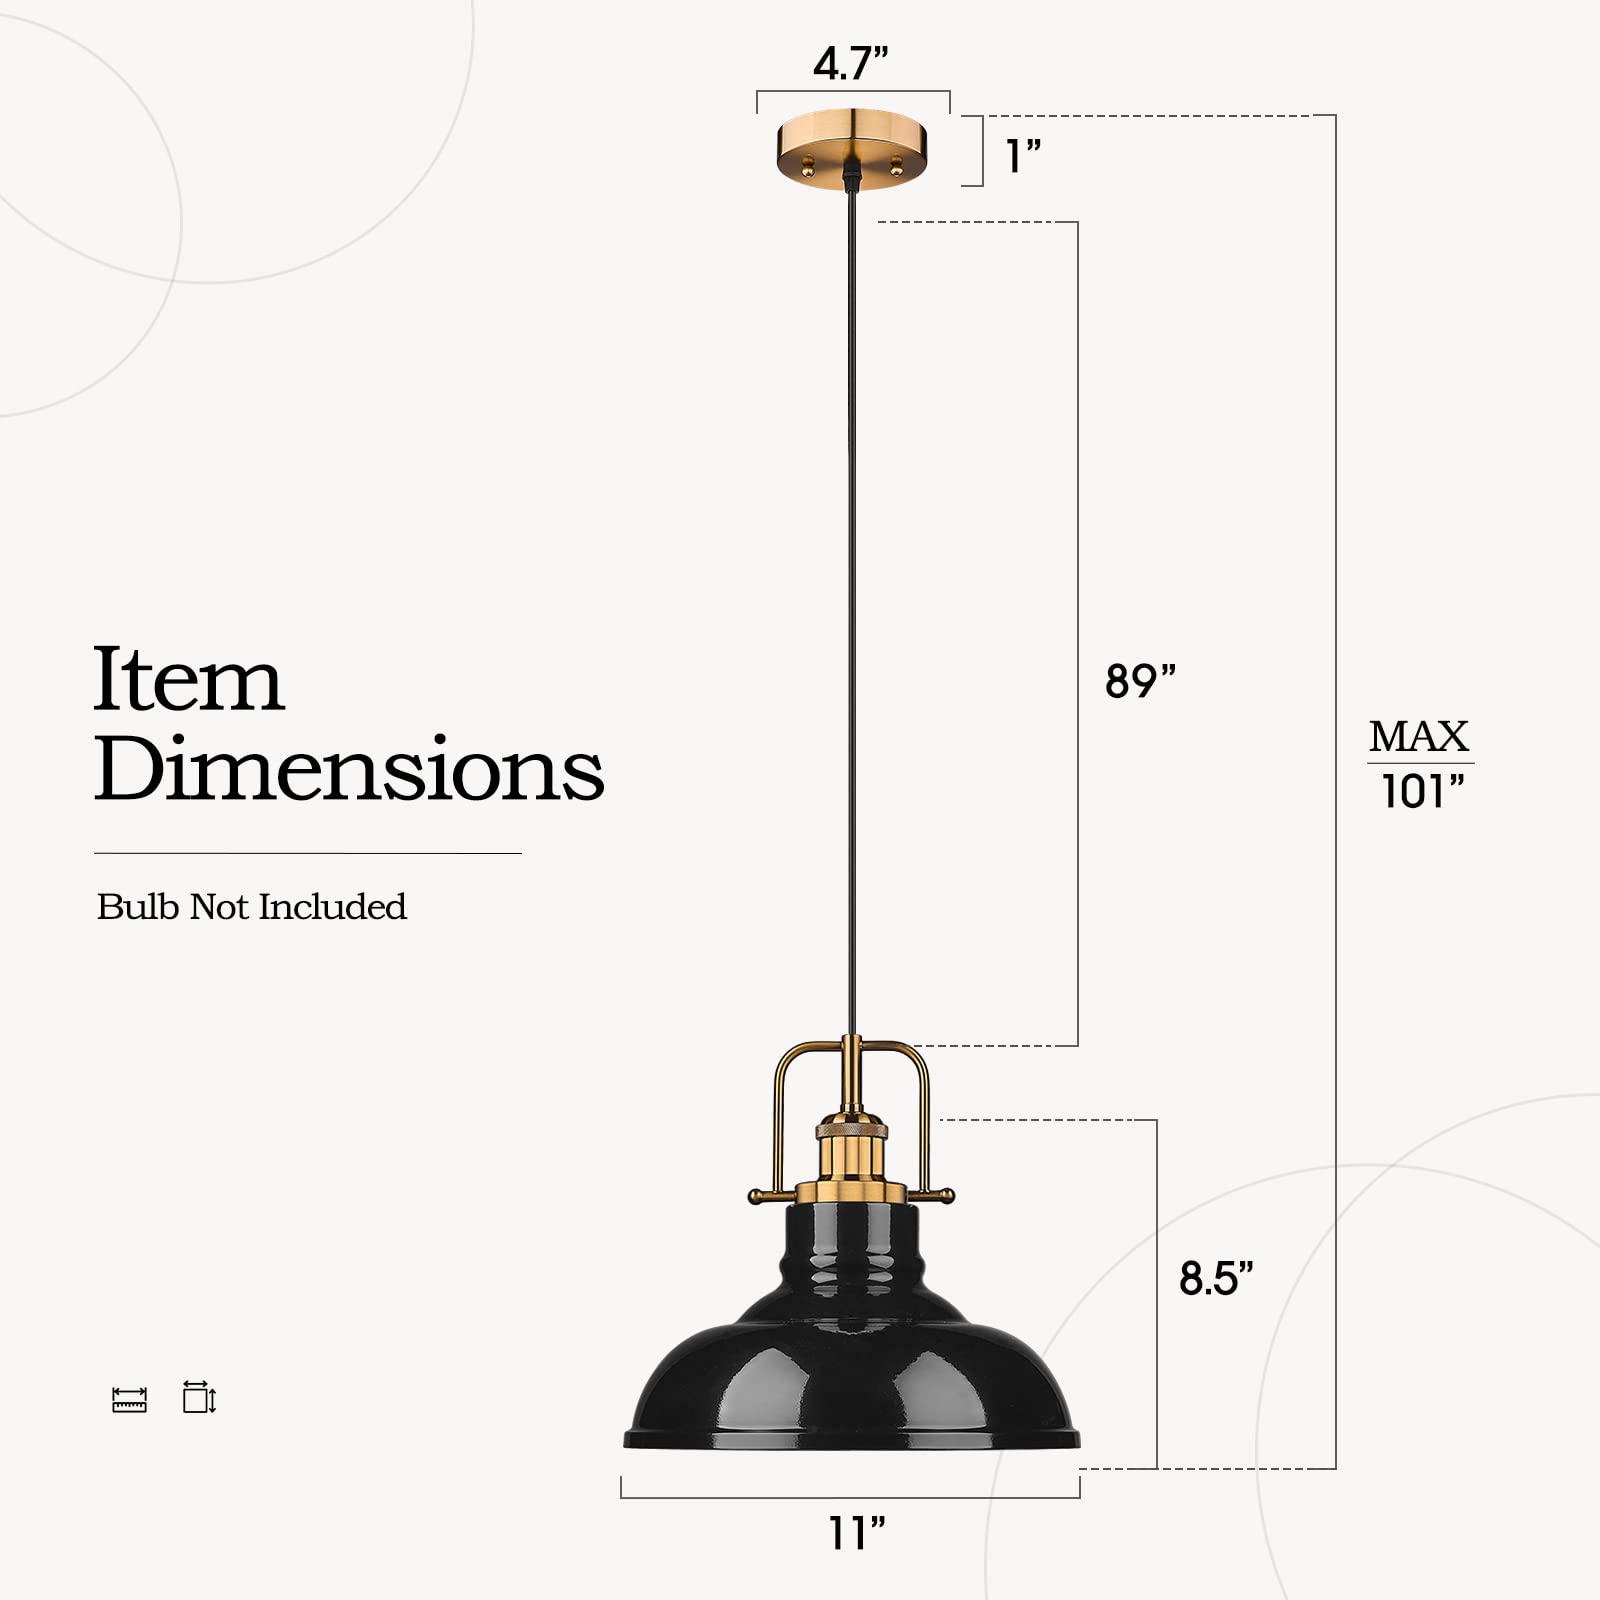 4.7”
1”
89”
Item
Dimensions
MAX
101”
Bulb Not Included
8.5”
11”